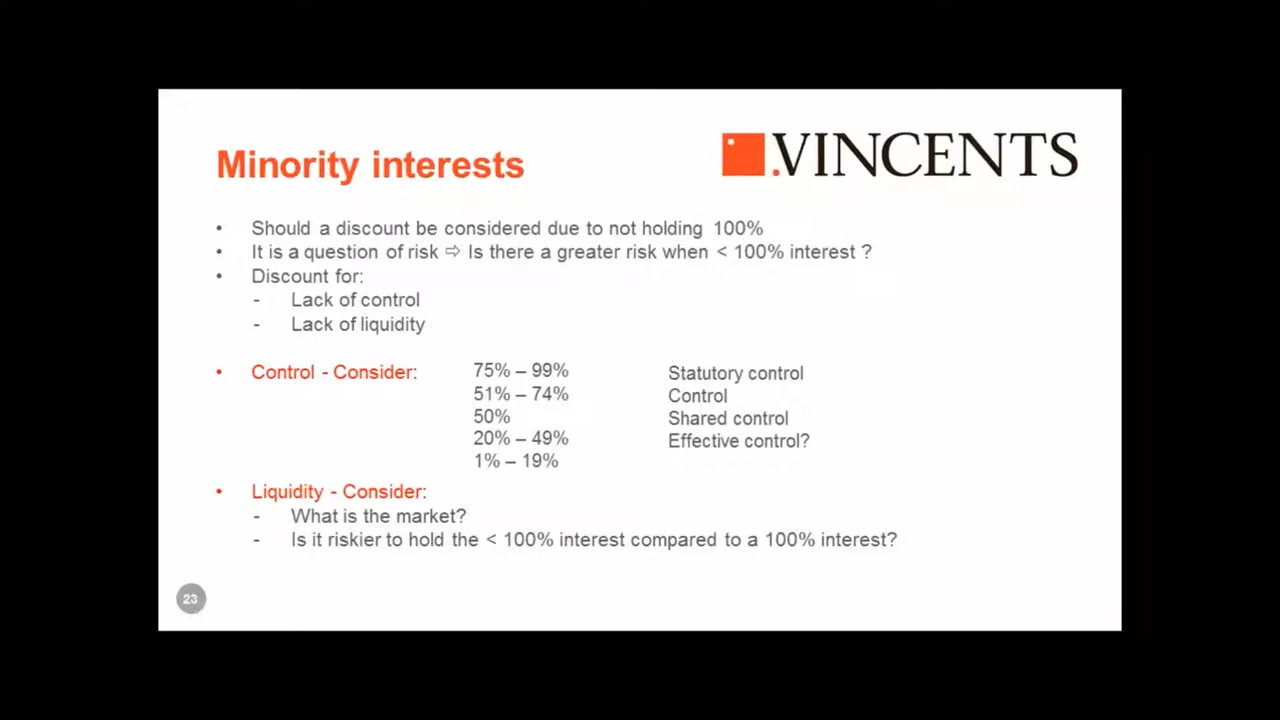 .VINCENTS
Minority interests
• Should a discount be considered due to not holding 100%
• It is a question of risk ⇨ Is there a greater risk when < 100% interest ?
• Discount for:
- Lack of control
- Lack of liquidity
• Control - Consider: 75% – 99% Statutory control
51% – 74% Control
50% Shared control
20% – 49% Effective control?
1% – 19%
• Liquidity - Consider:
- What is the market?
- Is it riskier to hold the < 100% interest compared to a 100% interest?
23